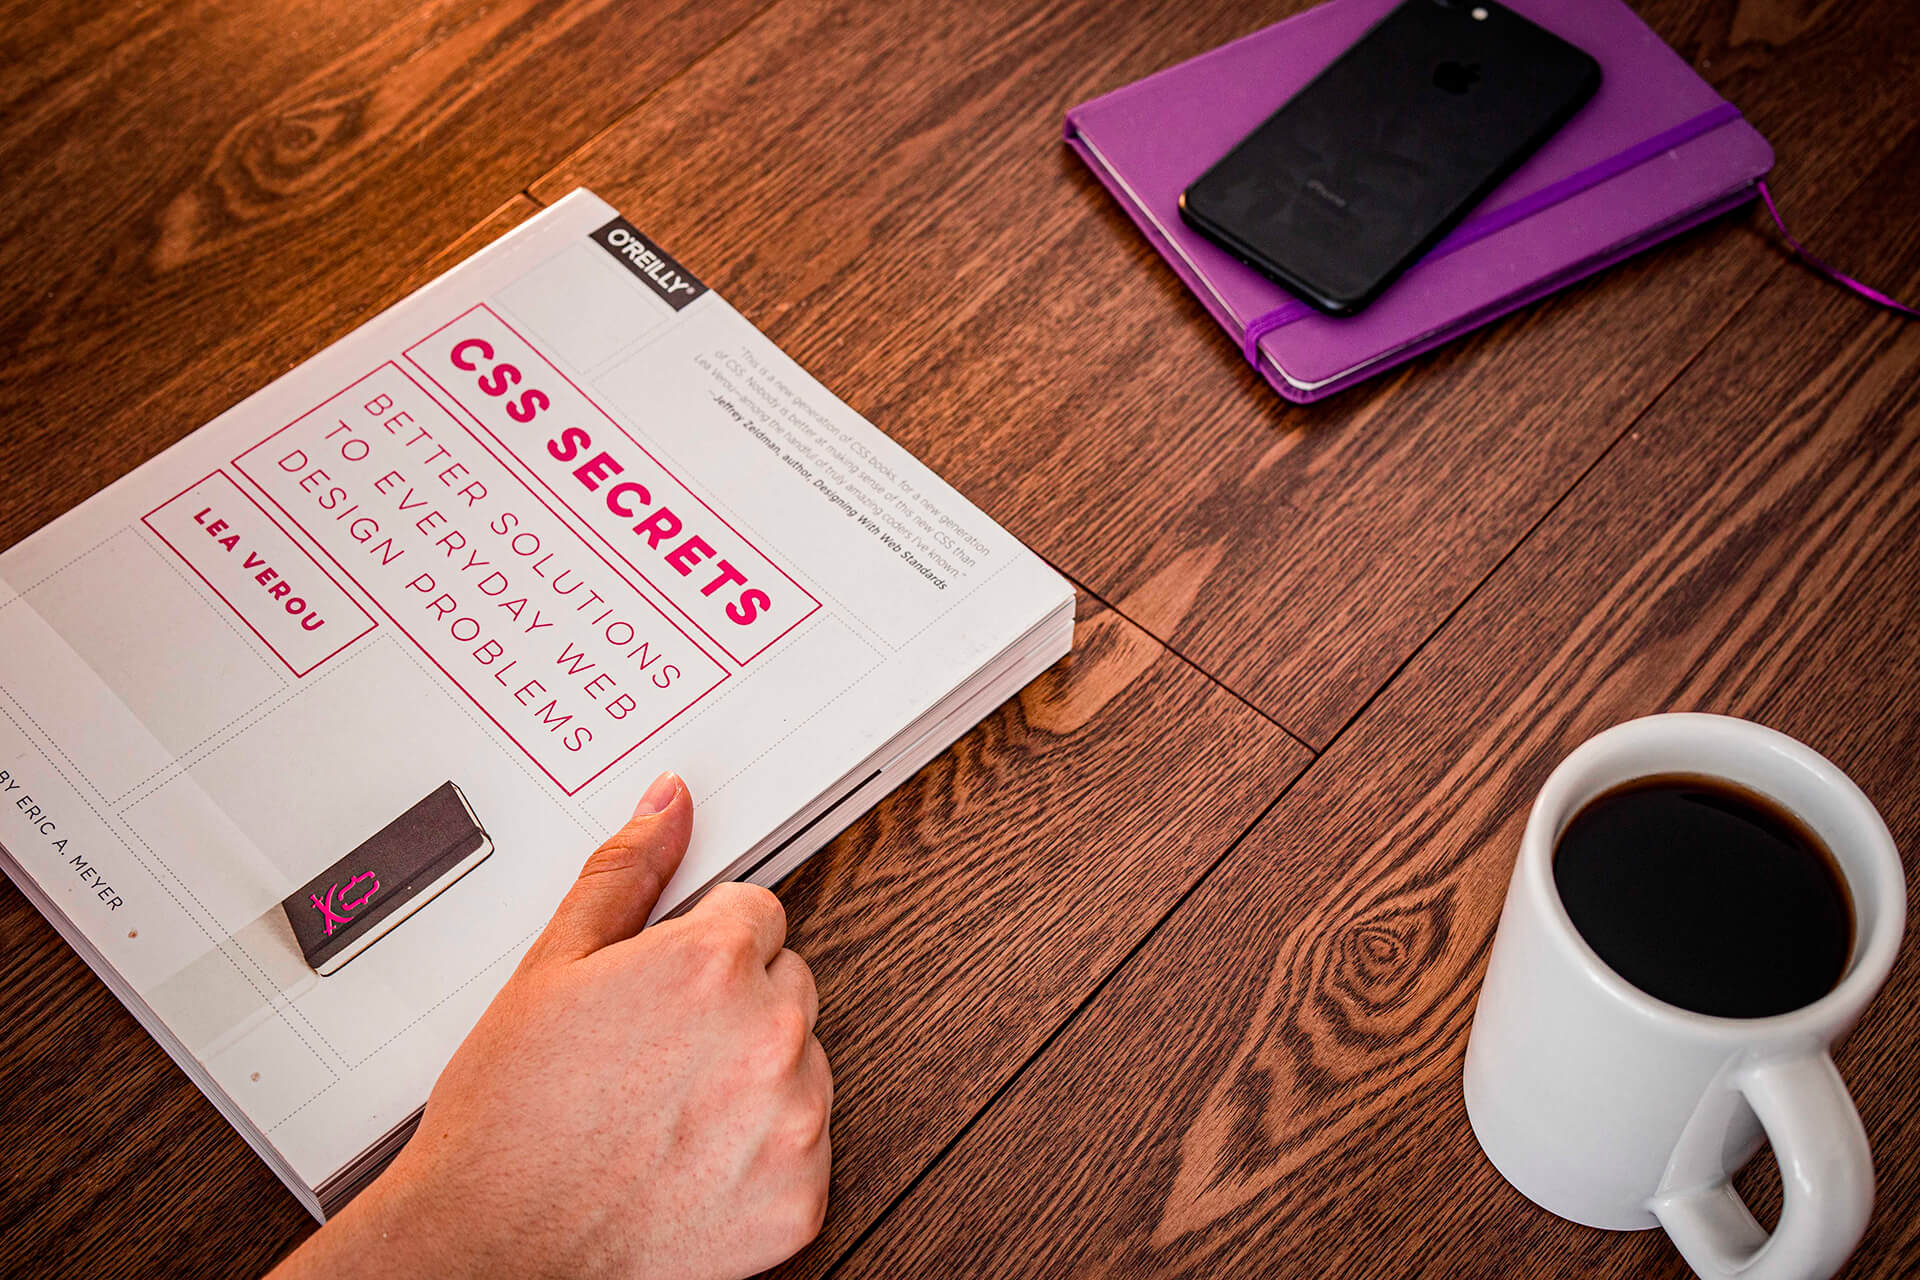 O'REILLY®
"This is a new generation of CSS books, for a new generation
of CSS. Nobody is better at making sense of this new CSS than
Lea Verou—among the handful of truly amazing coders I've known."
—Jeffrey Zeldman, author, Designing With Web Standards
CSS SECRETS
BETTER SOLUTIONS
TO EVERYDAY WEB
DESIGN PROBLEMS
LEA VEROU
BY ERIC A. MEYER
iPhone